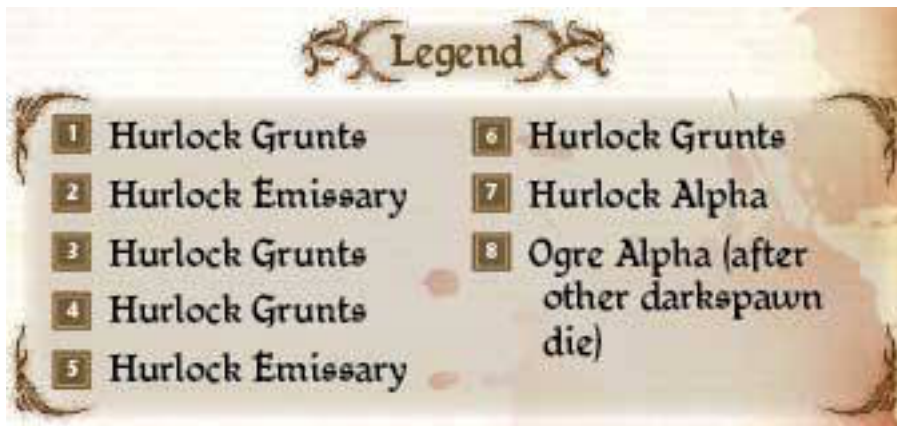 Legend
1 Hurlock Grunts
2 Hurlock Emissary
3 Hurlock Grunts
4 Hurlock Grunts
5 Hurlock Emissary
6 Hurlock Grunts
7 Hurlock Alpha
8 Ogre Alpha (after
other darkspawn
die)